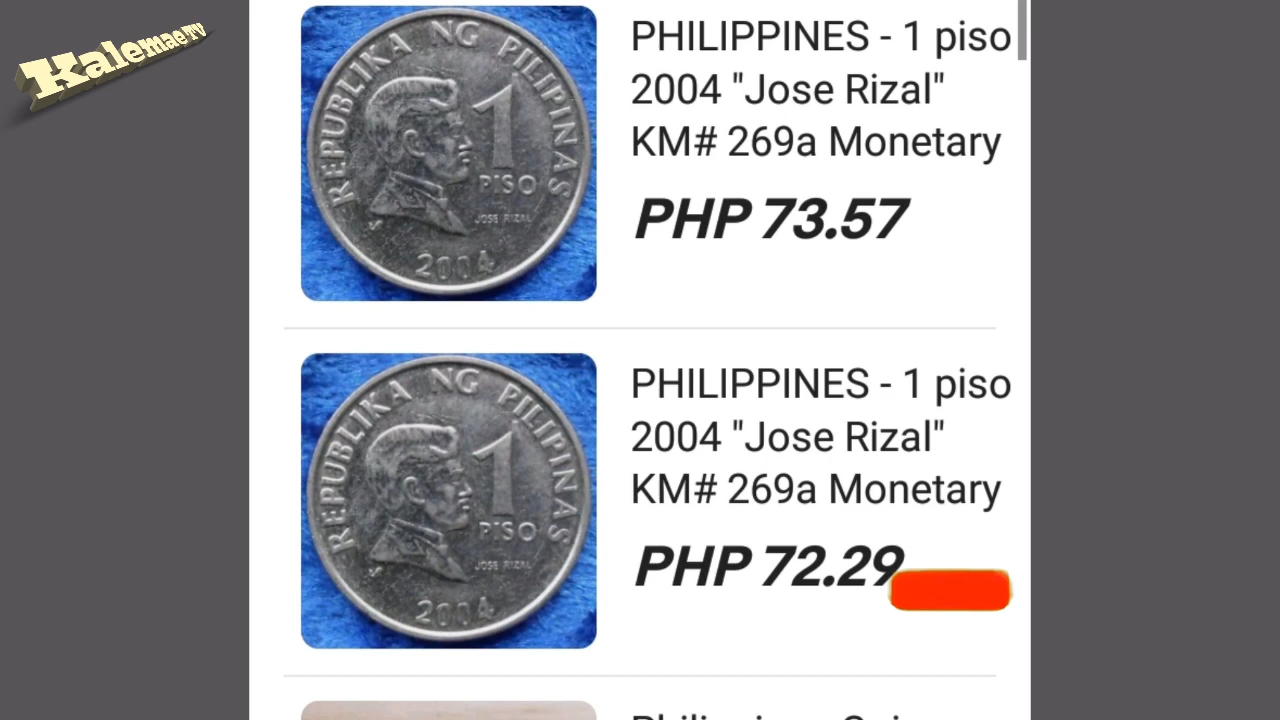 Kalemae TV
REPUBLIKA NG PILIPINAS
1
PISO
JOSE RIZAL
2004
PHILIPPINES - 1 piso
2004 "Jose Rizal"
KM# 269a Monetary
PHP 73.57
REPUBLIKA NG PILIPINAS
1
PISO
JOSE RIZAL
2004
PHILIPPINES - 1 piso
2004 "Jose Rizal"
KM# 269a Monetary
PHP 72.29